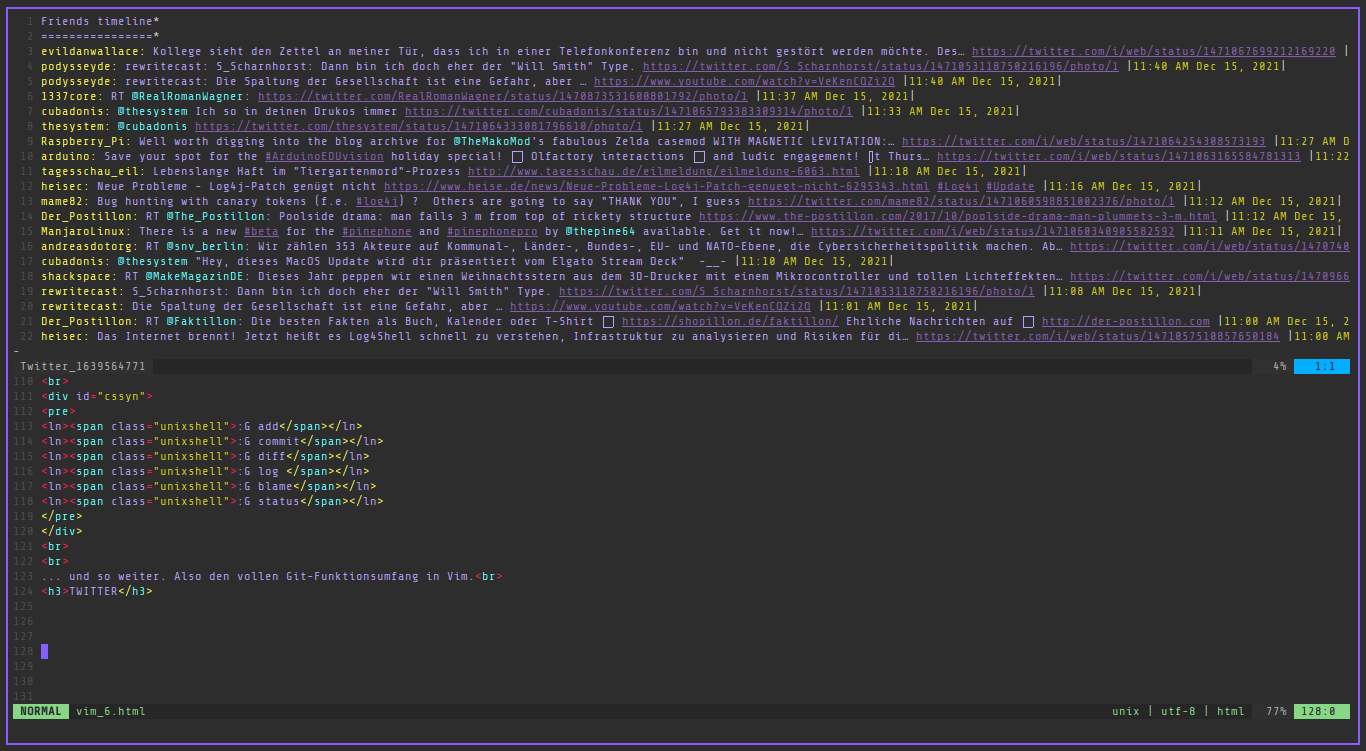 1 Friends timeline*
2 ================*
3 evildanwallace: Kollege sieht den Zettel an meiner Tür, dass ich in einer Telefonkonferenz bin und nicht gestört werden möchte. Des… https://twitter.com/i/web/status/1471067699212169220 |
4 podysseyde: rewritecast: S_Scharnhorst: Dann bin ich doch eher der "Will Smith" Type. https://twitter.com/S_Scharnhorst/status/1471053118750216196/photo/1 |11:40 AM Dec 15, 2021|
5 podysseyde: rewritecast: Die Spaltung der Gesellschaft ist eine Gefahr, aber … https://www.youtube.com/watch?v=VeKenCQZi2Q |11:40 AM Dec 15, 2021|
6 1337core: RT @RealRomanWagner: https://twitter.com/RealRomanWagner/status/1470873531600801792/photo/1 |11:37 AM Dec 15, 2021|
7 cubadonis: @thesystem Ich so in deinen Drukos immer https://twitter.com/cubadonis/status/1471065793383309314/photo/1 |11:33 AM Dec 15, 2021|
8 thesystem: @cubadonis https://twitter.com/thesystem/status/1471064333081796610/photo/1 |11:27 AM Dec 15, 2021|
9 Raspberry_Pi: Well worth digging into the blog archive for @TheMakoMod's fabulous Zelda casemod WITH MAGNETIC LEVITATION:… https://twitter.com/i/web/status/1471064254308573193 |11:27 AM D
10 arduino: Save your spot for the #ArduinoEDUvision holiday special! Olfactory interactions and ludic engagement! t Thurs… https://twitter.com/i/web/status/1471063165584781313 |11:22
11 tagesschau_eil: Lebenslange Haft im "Tiergartenmord"-Prozess http://www.tagesschau.de/eilmeldung/eilmeldung-6063.html |11:18 AM Dec 15, 2021|
12 heisec: Neue Probleme - Log4j-Patch genügt nicht https://www.heise.de/news/Neue-Probleme-Log4j-Patch-genuegt-nicht-6295343.html #Log4j #Update |11:16 AM Dec 15, 2021|
13 mame82: Bug hunting with canary tokens (f.e. #log4j) ?  Others are going to say "THANK YOU", I guess https://twitter.com/mame82/status/1471060598851002376/photo/1 |11:12 AM Dec 15, 2021|
14 Der_Postillon: RT @The_Postillon: Poolside drama: man falls 3 m from top of rickety structure https://www.the-postillon.com/2017/10/poolside-drama-man-plummets-3-m.html |11:12 AM Dec 15,
15 ManjaroLinux: There is a new #beta for the #pinephone and #pinephonepro by @thepine64 available. Get it now!… https://twitter.com/i/web/status/1471060340905582592 |11:11 AM Dec 15, 2021|
16 andreasdotorg: RT @snv_berlin: Wir zählen 353 Akteure auf Kommunal-, Länder-, Bundes-, EU- und NATO-Ebene, die Cybersicherheitspolitik machen. Ab… https://twitter.com/i/web/status/1470740
17 cubadonis: @thesystem "Hey, dieses MacOS Update wird dir präsentiert vom Elgato Stream Deck"  -__- |11:10 AM Dec 15, 2021|
18 shackspace: RT @MakeMagazinDE: Dieses Jahr peppen wir einen Weihnachtsstern aus dem 3D-Drucker mit einem Mikrocontroller und tollen Lichteffekten… https://twitter.com/i/web/status/1470966
19 rewritecast: S_Scharnhorst: Dann bin ich doch eher der "Will Smith" Type. https://twitter.com/S_Scharnhorst/status/1471053118750216196/photo/1 |11:08 AM Dec 15, 2021|
20 rewritecast: Die Spaltung der Gesellschaft ist eine Gefahr, aber … https://www.youtube.com/watch?v=VeKenCQZi2Q |11:01 AM Dec 15, 2021|
21 Der_Postillon: RT @Faktillon: Die besten Fakten als Buch, Kalender oder T-Shirt https://shopillon.de/faktillon/ Ehrliche Nachrichten auf http://der-postillon.com |11:00 AM Dec 15, 2
22 heisec: Das Internet brennt! Jetzt heißt es Log4Shell schnell zu verstehen, Infrastruktur zu analysieren und Risiken für di… https://twitter.com/i/web/status/1471057510857650184 |11:00 AM
-
Twitter_1639564771 4% 1:1
110 <br>
111 <div id="cssyn">
112 <pre>
113 <ln><span class="unixshell">:G add</span></ln>
114 <ln><span class="unixshell">:G commit</span></ln>
115 <ln><span class="unixshell">:G diff</span></ln>
116 <ln><span class="unixshell">:G log </span></ln>
117 <ln><span class="unixshell">:G blame</span></ln>
118 <ln><span class="unixshell">:G status</span></ln>
119 </pre>
120 </div>
121 <br>
122 <br>
123 ... und so weiter. Also den vollen Git-Funktionsumfang in Vim.<br>
124 <h3>TWITTER</h3>
125
126
127
128
129
130
131
NORMAL vim_6.html unix | utf-8 | html 77% 128:0